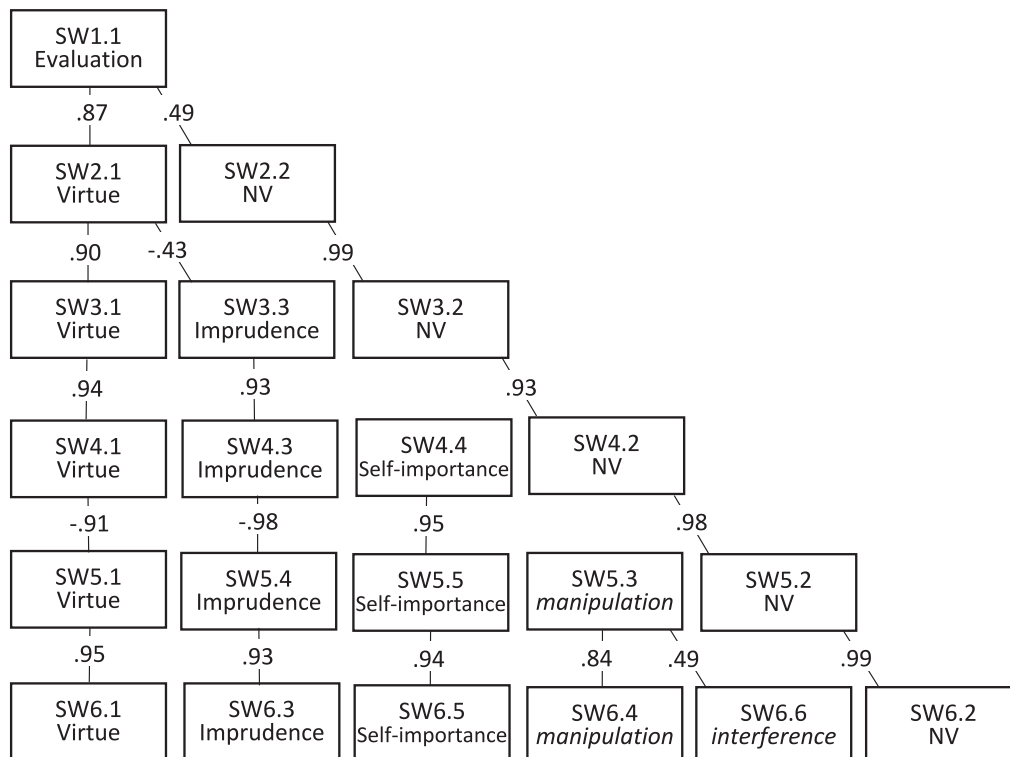 SW1.1
Evaluation
.87
.49
SW2.1
Virtue
SW2.2
NV
.90
-.43
.99
SW3.1
Virtue
SW3.3
Imprudence
SW3.2
NV
.94
.93
.93
SW4.1
Virtue
SW4.3
Imprudence
SW4.4
Self-importance
SW4.2
NV
-.91
-.98
.95
.98
SW5.1
Virtue
SW5.4
Imprudence
SW5.5
Self-importance
SW5.3
manipulation
SW5.2
NV
.95
.93
.94
.84
.49
.99
SW6.1
Virtue
SW6.3
Imprudence
SW6.5
Self-importance
SW6.4
manipulation
SW6.6
interference
SW6.2
NV